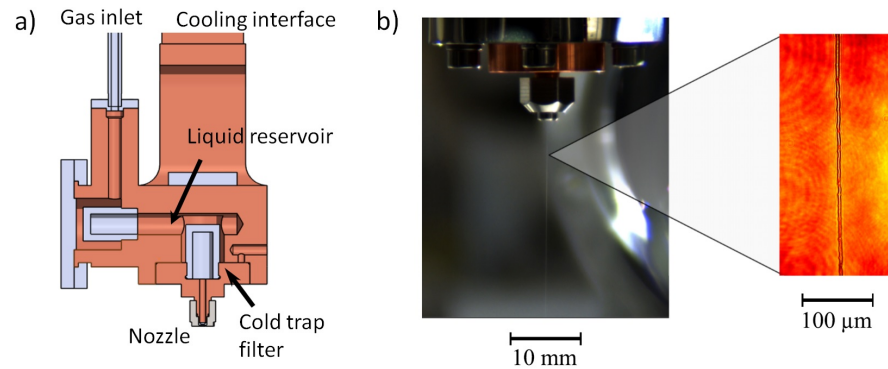 a)
Gas inlet
Cooling interface
Liquid reservoir
Nozzle
Cold trap
filter
b)
10 mm
100 µm